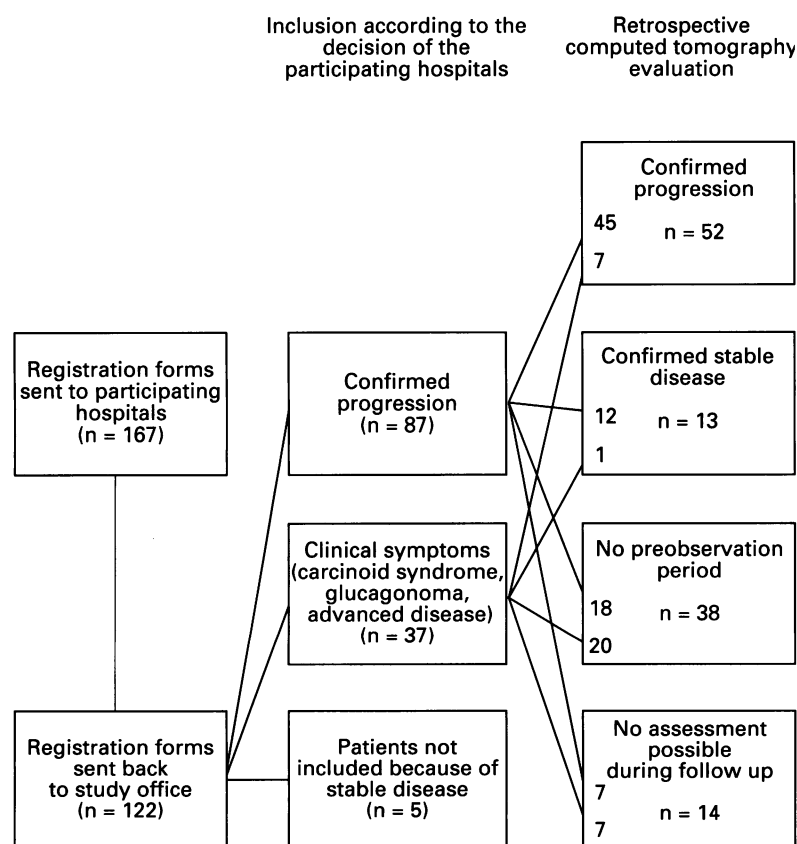 Inclusion according to the
decision of the
participating hospitals
Retrospective
computed tomography
evaluation
Registration forms
sent to participating
hospitals
(n = 167)
Registration forms
sent back
to study office
(n = 122)
Confirmed
progression
(n = 87)
Clinical symptoms
(carcinoid syndrome,
glucagonoma,
advanced disease)
(n = 37)
Patients not
included because of
stable disease
(n = 5)
Confirmed
progression
45
n = 52
7
Confirmed stable
disease
12
n = 13
1
No preobservation
period
18
n = 38
20
No assessment
possible
during follow up
7
n = 14
7